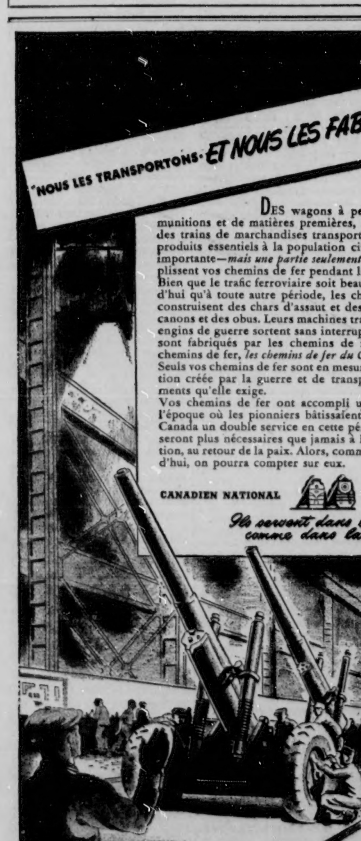 "NOUS LES TRANSPORTONS · ET NOUS LES FAB
DES wagons à pe
munitions et de matières premières,
des trains de marchandises transport
produits essentiels à la population ci
importante—mais une partie seulement
plissent vos chemins de fer pendant l
Bien que le trafic ferroviaire soit beau
d'hui qu'à toute autre période, les ch
construisent des chars d'assaut et des
canons et des obus. Leurs machines tra
engins de guerre sortent sans interrup
sont fabriqués par les chemins de
chemins de fer, les chemins de fer du C
Seuls vos chemins de fer sont en mesu
tion créée par la guerre et de transp
ments qu'elle exige.
Vos chemins de fer ont accompli u
l'époque où les pionniers bâtissaient
Canada un double service en cette pé
seront plus nécessaires que jamais à l
tion, au retour de la paix. Alors, comm
d'hui, on pourra compter sur eux.
CANADIEN NATIONAL
Ils servent dans
comme dans la